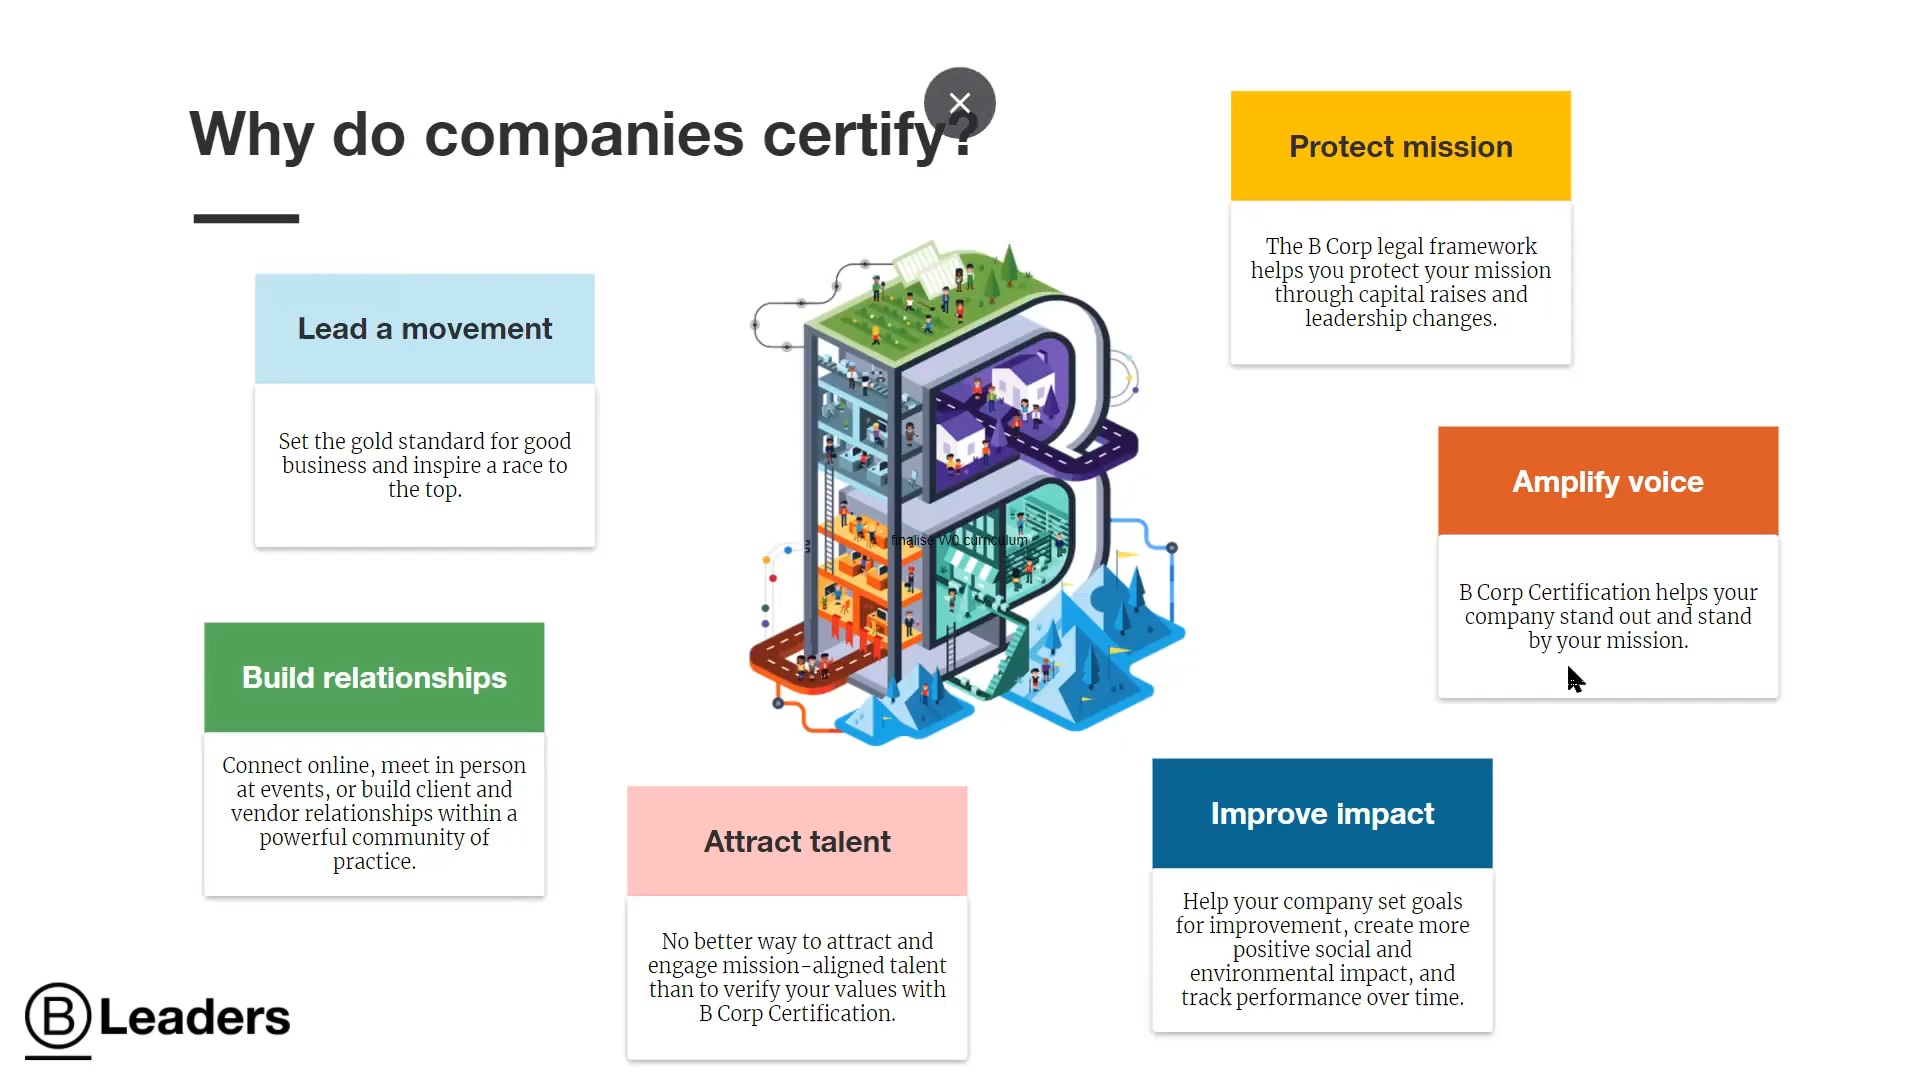 Why do companies certify?
Protect mission
The B Corp legal framework
helps you protect your mission
through capital raises and
leadership changes.
Lead a movement
Set the gold standard for good
business and inspire a race to
the top.
Amplify voice
B Corp Certification helps your
company stand out and stand
by your mission.
finalise W0 curriculum
Build relationships
Connect online, meet in person
at events, or build client and
vendor relationships within a
powerful community of
practice.
Attract talent
No better way to attract and
engage mission-aligned talent
than to verify your values with
B Corp Certification.
Improve impact
Help your company set goals
for improvement, create more
positive social and
environmental impact, and
track performance over time.
B Leaders